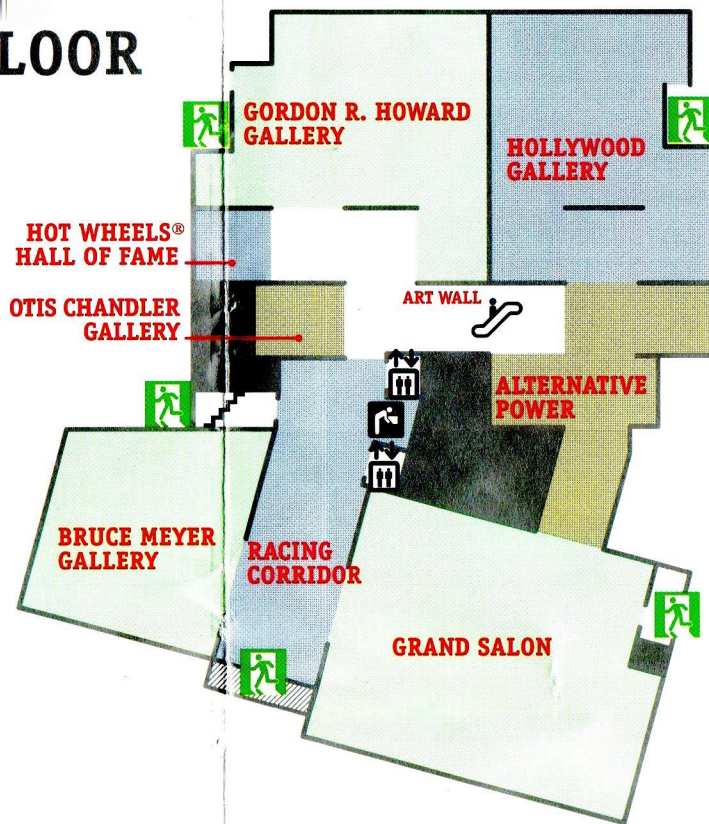 LOOR
GORDON R. HOWARD
GALLERY
HOLLYWOOD
GALLERY
HOT WHEELS®
HALL OF FAME
OTIS CHANDLER
GALLERY
ART WALL
ALTERNATIVE
POWER
BRUCE MEYER
GALLERY
RACING
CORRIDOR
GRAND SALON